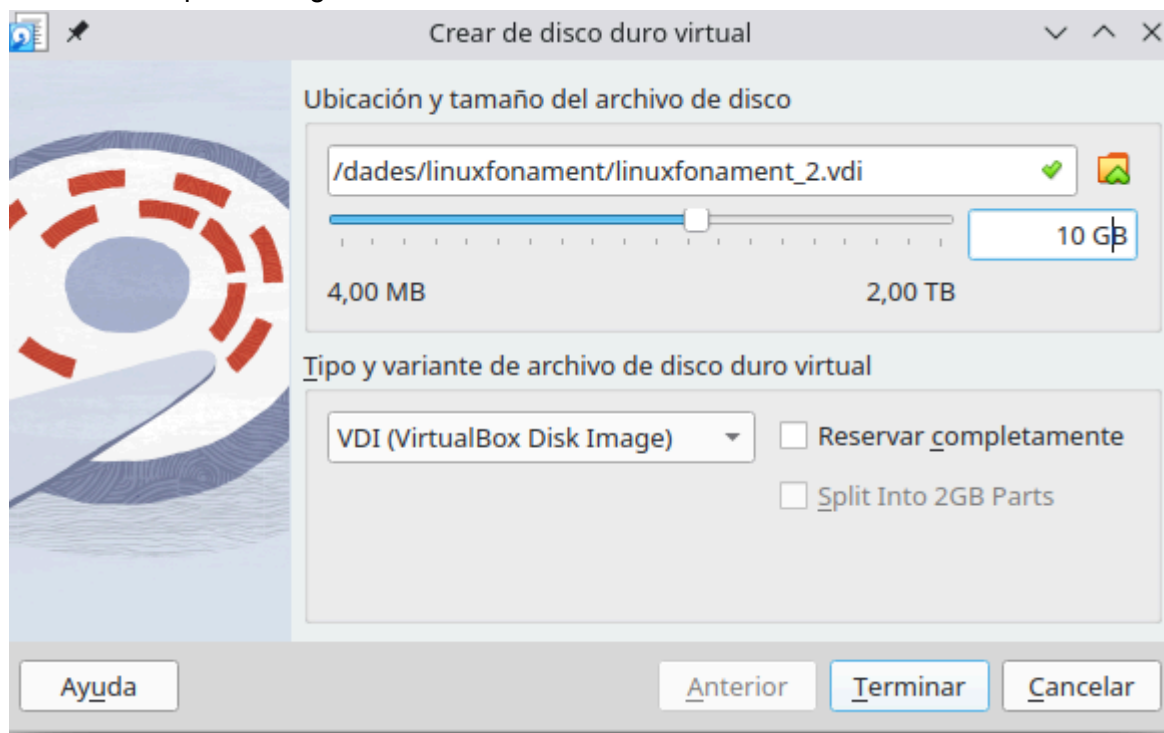 Crear de disco duro virtual
Ubicación y tamaño del archivo de disco
/dades/linuxfonament/linuxfonament_2.vdi
10 GB
4,00 MB 2,00 TB
Tipo y variante de archivo de disco duro virtual
VDI (VirtualBox Disk Image) Reservar completamente
Split Into 2GB Parts
Ayuda Anterior Terminar Cancelar